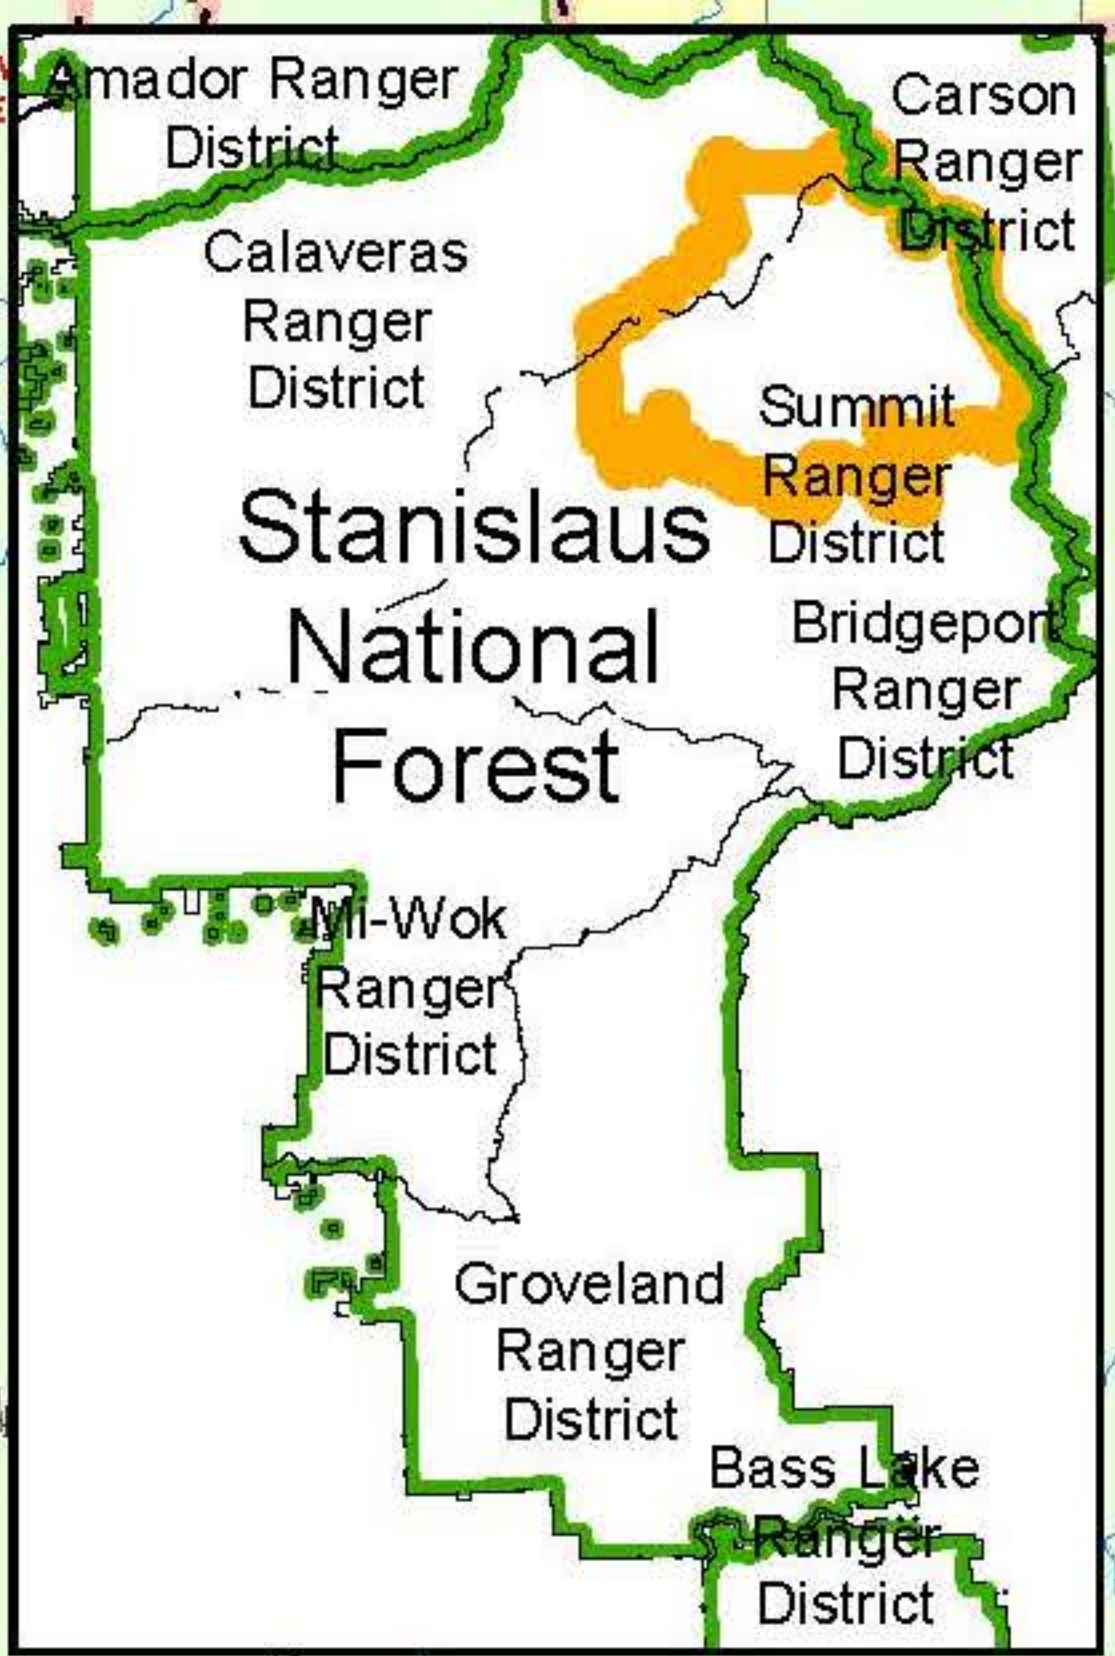 Amador Ranger
District
Carson
Ranger
District
Calaveras
Ranger
District
Summit
Ranger
District
Stanislaus
National
Forest
Bridgeport
Ranger
District
Mi-Wok
Ranger
District
Groveland
Ranger
District
Bass Lake
Ranger
District